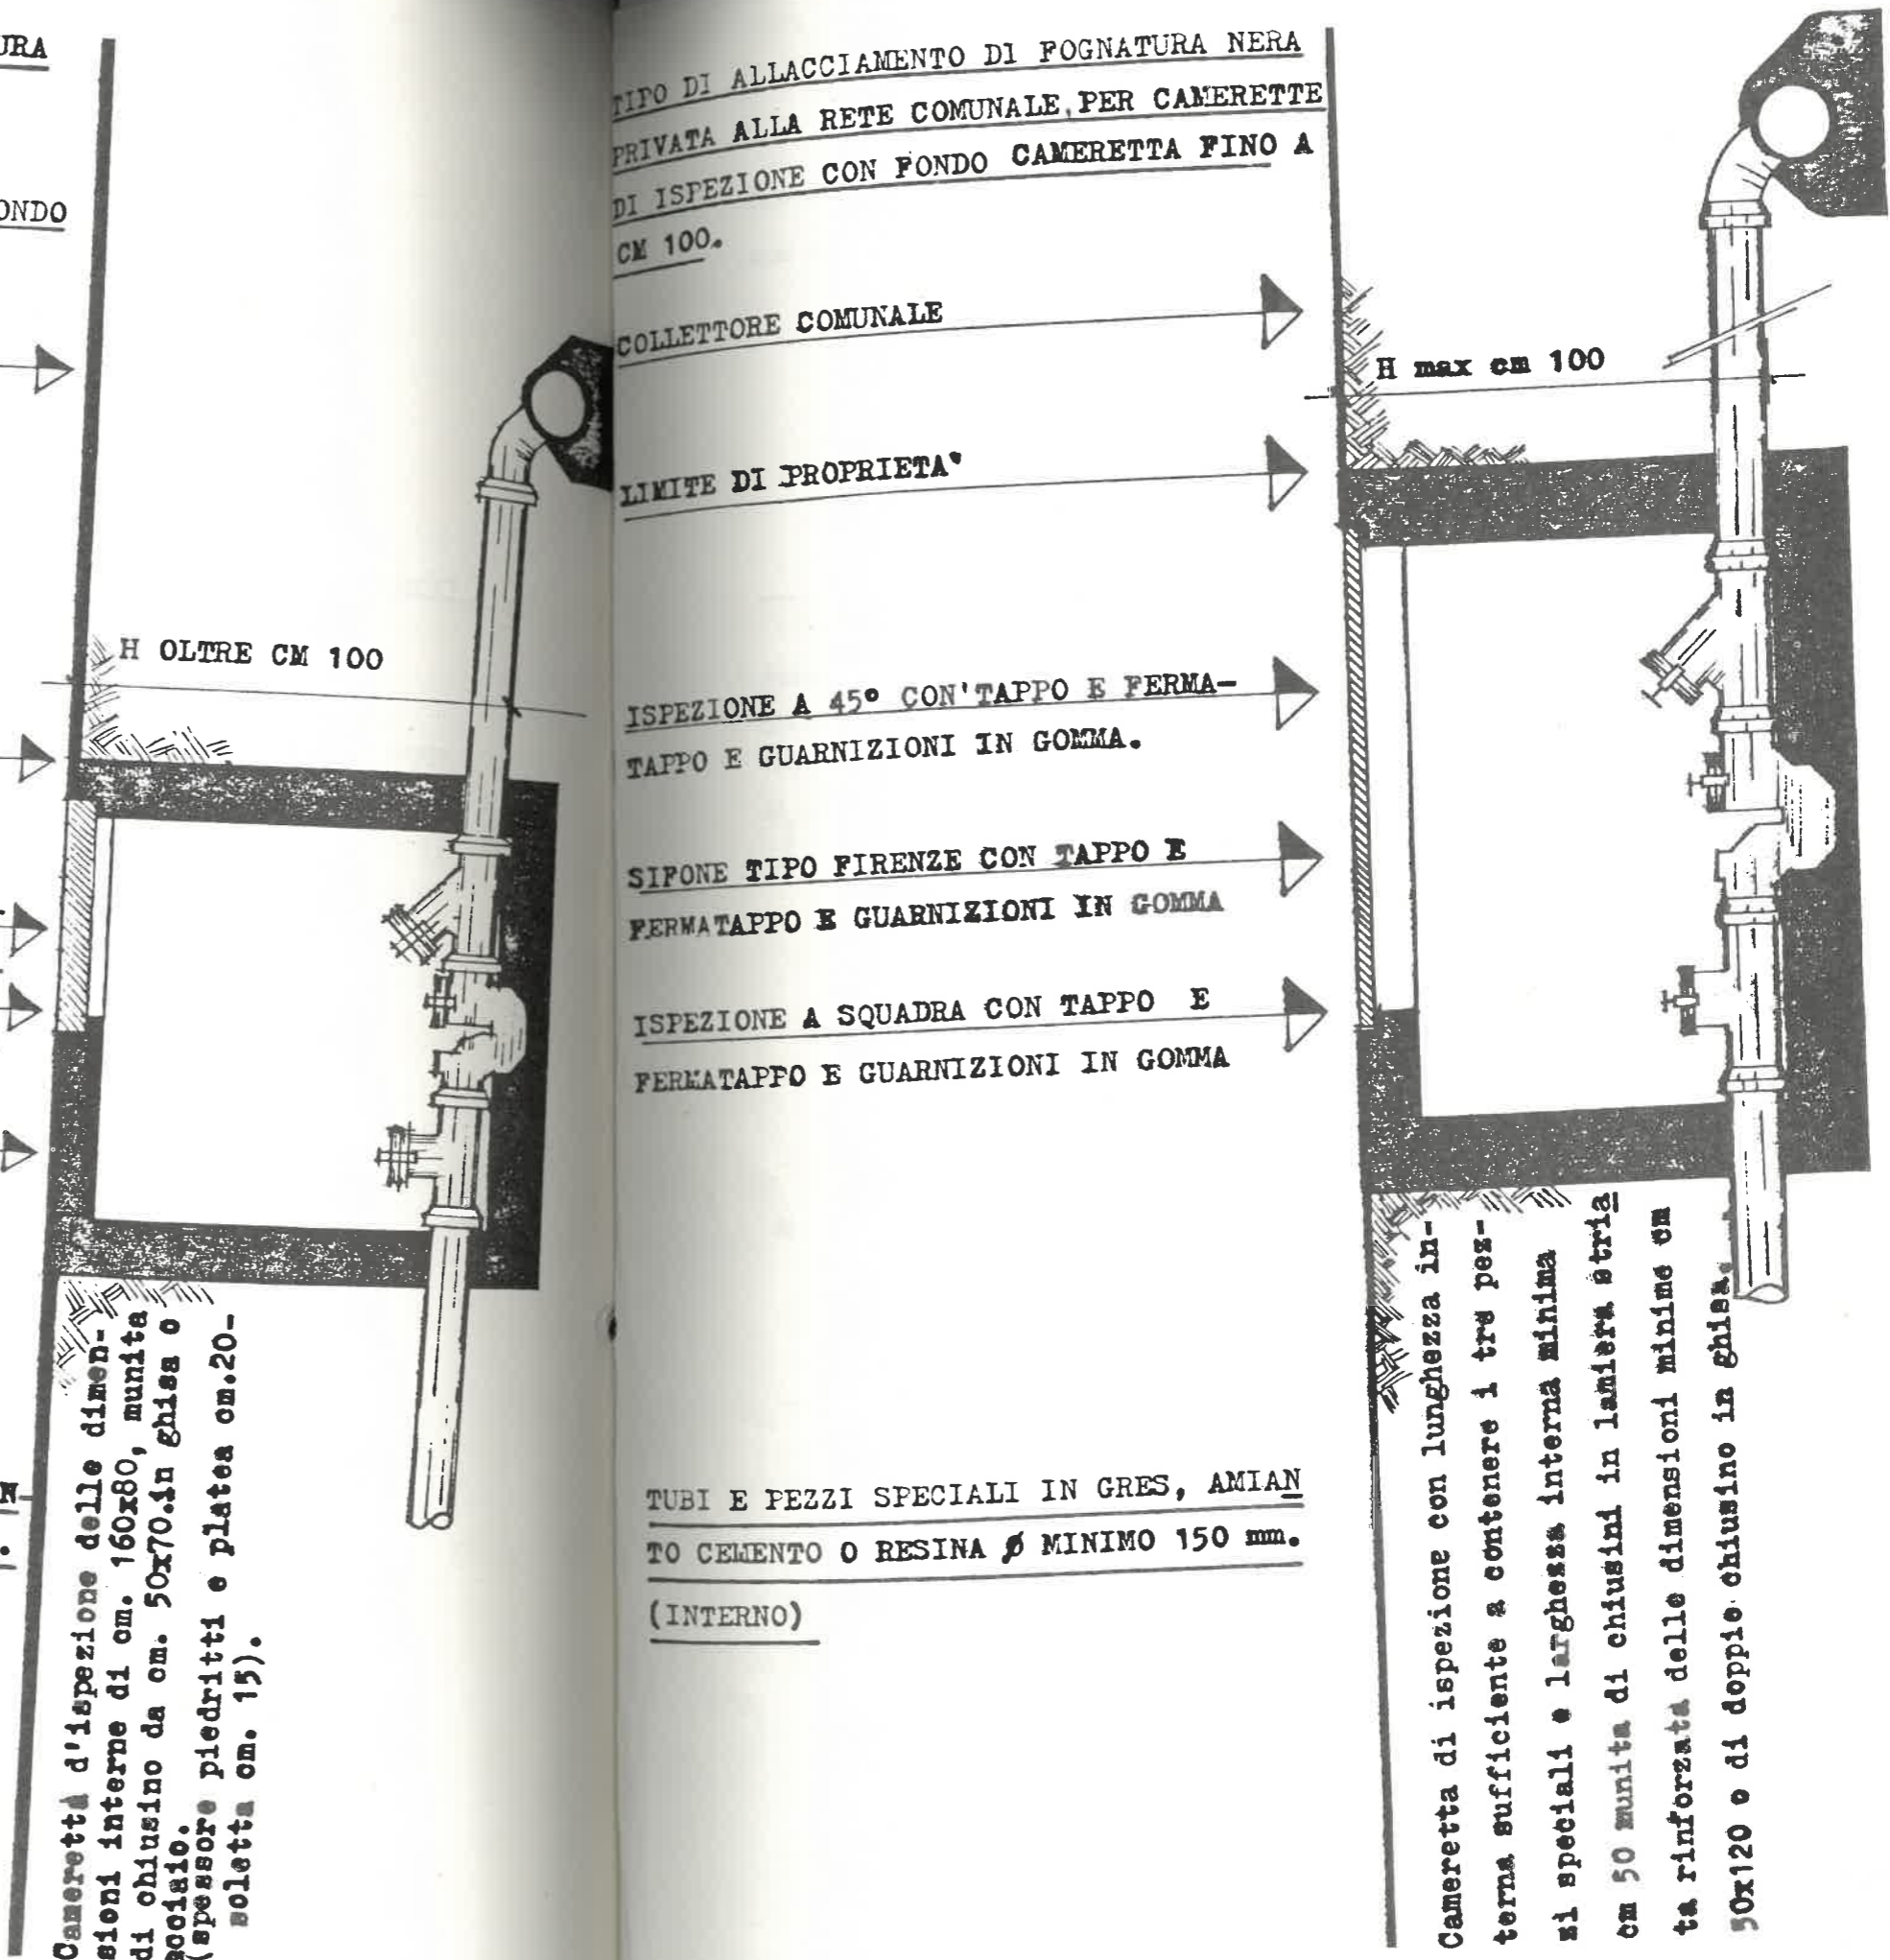 URA
ONDO
H OLTRE CM 100
N-
Cameretta d'ispezione delle dimen-
sioni interne di cm. 160x80, munita
di chiusino da cm. 50x70.in ghisa o
acciaio.
(spessore piedritti e platea cm.20-
soletta cm. 15).
TIPO DI ALLACCIAMENTO DI FOGNATURA NERA
PRIVATA ALLA RETE COMUNALE, PER CAMERETTE
DI ISPEZIONE CON FONDO CAMERETTA FINO A
CM 100.
COLLETTORE COMUNALE
H max cm 100
LIMITE DI PROPRIETA'
ISPEZIONE A 45° CON'TAPPO E FERMA-
TAPPO E GUARNIZIONI IN GOMMA.
SIFONE TIPO FIRENZE CON TAPPO E
FERMATAPPO E GUARNIZIONI IN GOMMA
ISPEZIONE A SQUADRA CON TAPPO E
FERMATAPPO E GUARNIZIONI IN GOMMA
TUBI E PEZZI SPECIALI IN GRES, AMIAN
TO CEMENTO O RESINA Ø MINIMO 150 mm.
(INTERNO)
Cameretta di ispezione con lunghezza in-
terna sufficiente a contenere i tre pez-
zi speciali e larghezza interna minima
cm 50 munita di chiusini in lamiera stria
ta rinforzata delle dimensioni minime cm
50x120 o di doppio chiusino in ghisa.